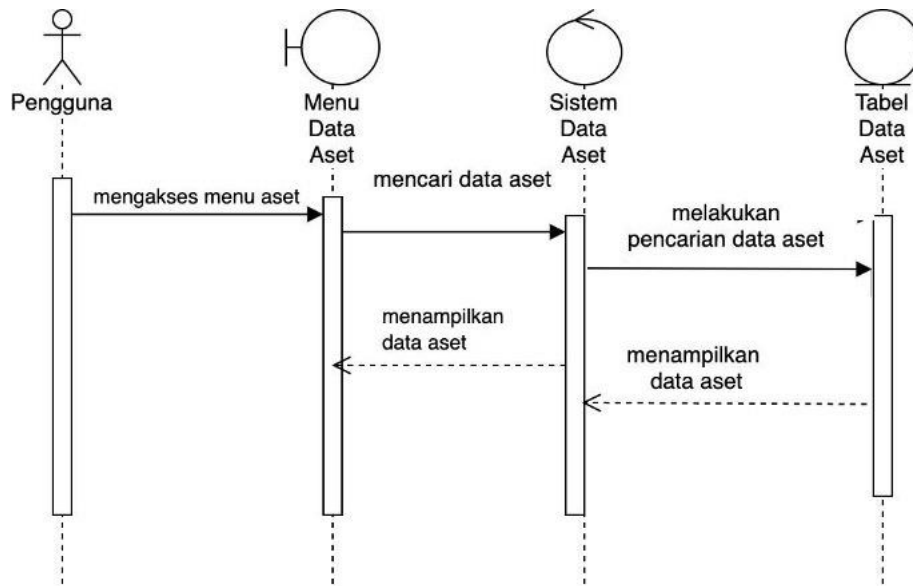 Pengguna
Menu
Data
Aset
Sistem
Data
Aset
Tabel
Data
Aset
mengakses menu aset
mencari data aset
melakukan
pencarian data aset
menampilkan
data aset
menampilkan
data aset